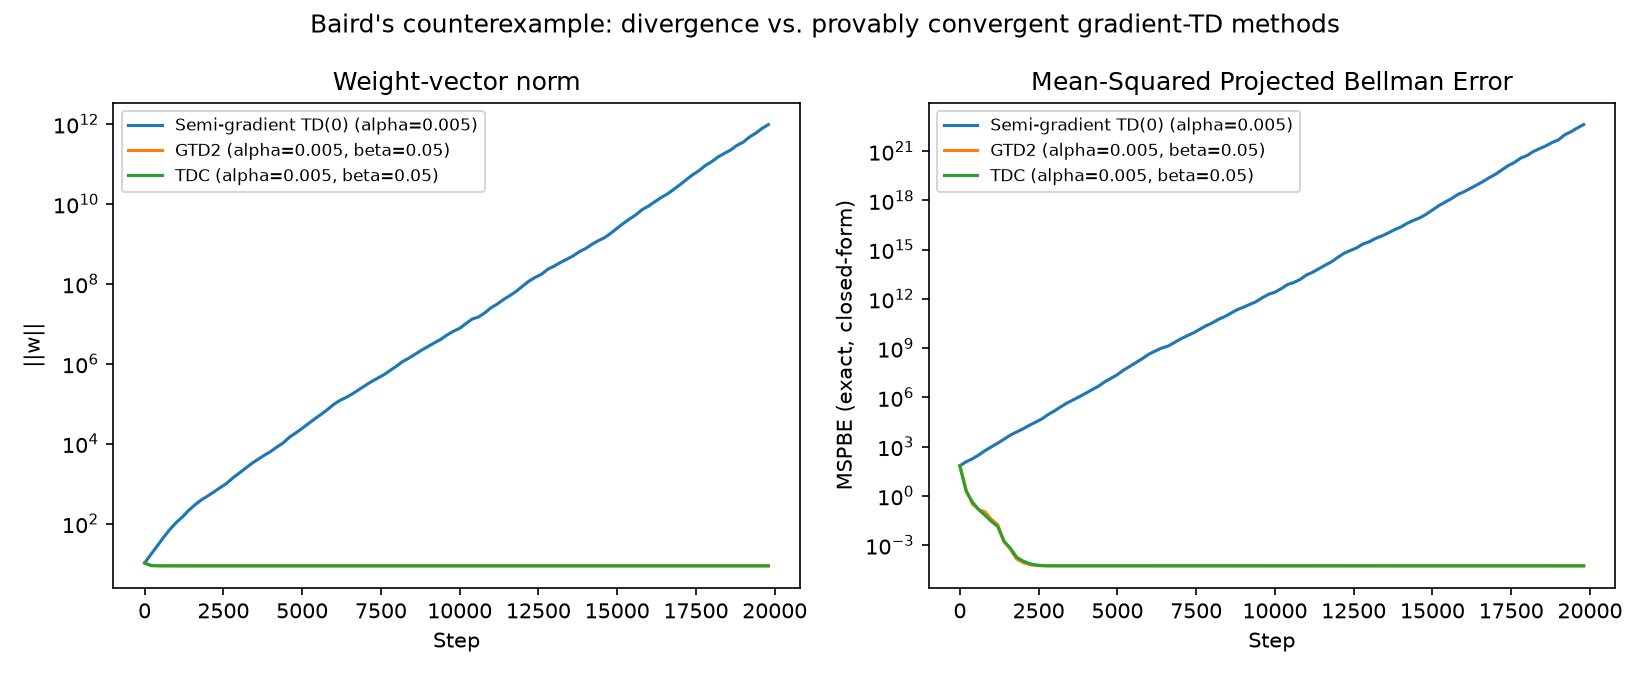 Baird's counterexample: divergence vs. provably convergent gradient-TD methods
Weight-vector norm
||w||
10^12
10^10
10^8
10^6
10^4
10^2
Semi-gradient TD(0) (alpha=0.005)
GTD2 (alpha=0.005, beta=0.05)
TDC (alpha=0.005, beta=0.05)
0 2500 5000 7500 10000 12500 15000 17500 20000
Step
Mean-Squared Projected Bellman Error
MSPBE (exact, closed-form)
10^21
10^18
10^15
10^12
10^9
10^6
10^3
10^0
10^−3
Semi-gradient TD(0) (alpha=0.005)
GTD2 (alpha=0.005, beta=0.05)
TDC (alpha=0.005, beta=0.05)
0 2500 5000 7500 10000 12500 15000 17500 20000
Step